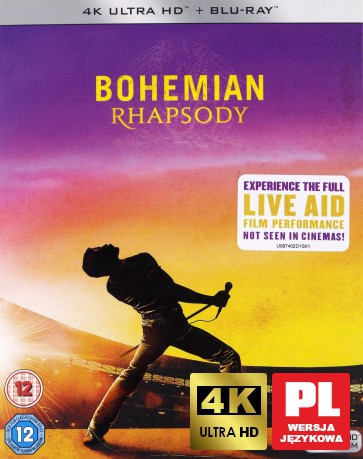 4K ULTRA HD™ + BLU-RAY™
BOHEMIAN
RHAPSODY
EXPERIENCE THE FULL
LIVE AID
FILM PERFORMANCE
NOT SEEN IN CINEMAS!
U087402D1SK1
12
12
4K
ULTRA HD
PL
WERSJA
JĘZYKOWA